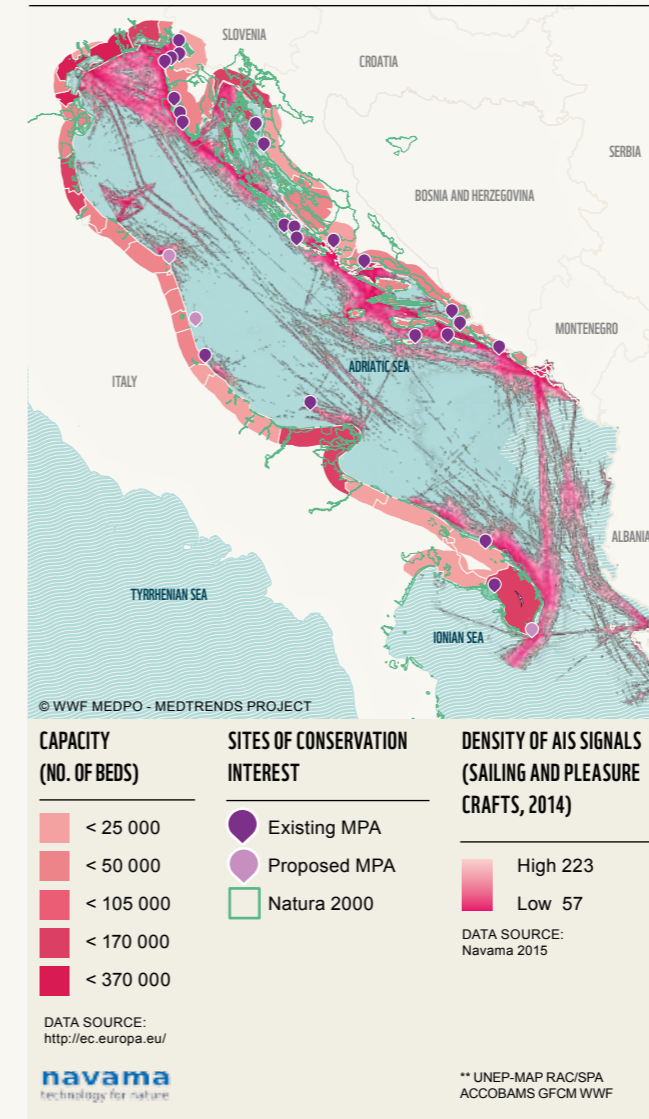 SLOVENIA
CROATIA
SERBIA
BOSNIA AND HERZEGOVINA
MONTENEGRO
ADRIATIC SEA
ITALY
ALBANIA
TYRRHENIAN SEA
IONIAN SEA
© WWF MEDPO - MEDTRENDS PROJECT
CAPACITY
(NO. OF BEDS)
< 25 000
< 50 000
< 105 000
< 170 000
< 370 000
DATA SOURCE:
http://ec.europa.eu/
navama
technology for nature
SITES OF CONSERVATION
INTEREST
Existing MPA
Proposed MPA
Natura 2000
DENSITY OF AIS SIGNALS
(SAILING AND PLEASURE
CRAFTS, 2014)
High 223
Low 57
DATA SOURCE:
Navama 2015
** UNEP-MAP RAC/SPA
ACCOBAMS GFCM WWF